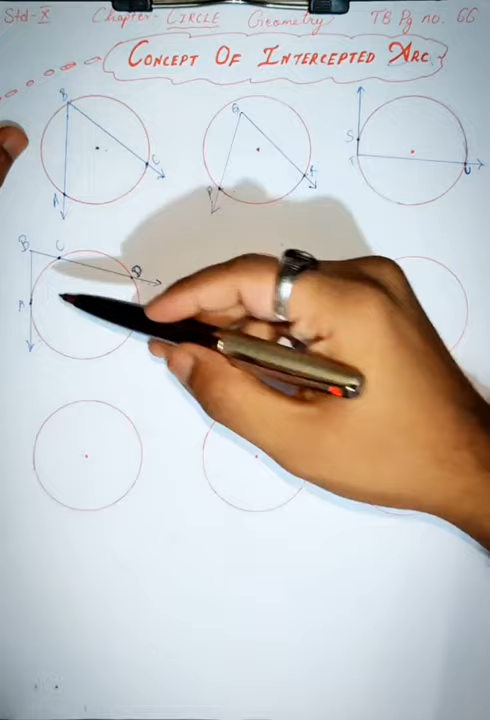 Std-X Chapter- CIRCLE Geometry TB Pg no. 66
CONCEPT OF INTERCEPTED ARC
B
C
A
G
S
B C
D
A